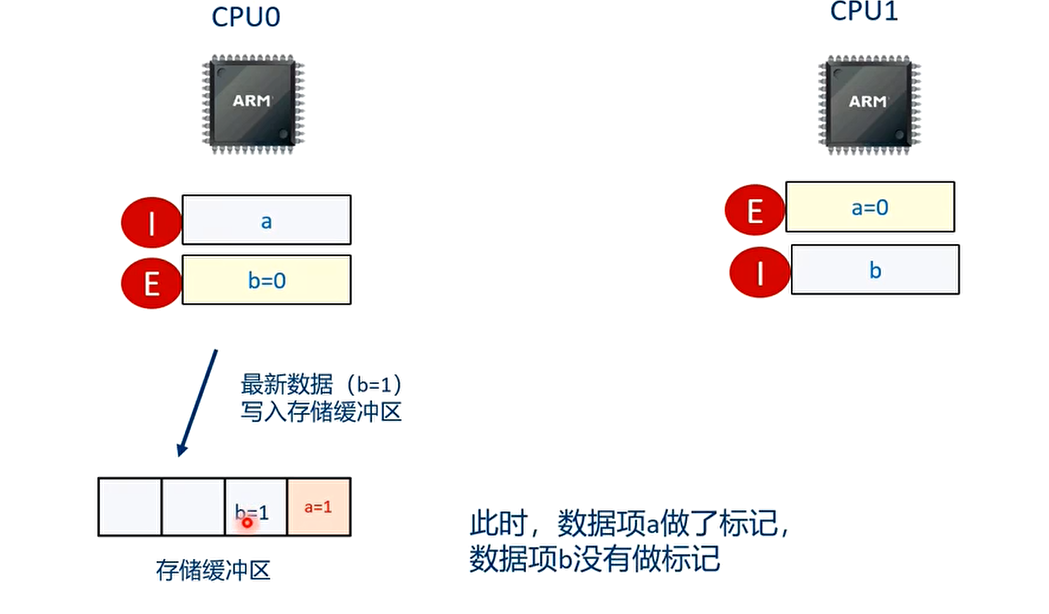 CPU0
CPU1
ARM
ARM
I
a
E
b=0
E
a=0
I
b
最新数据（b=1）
写入存储缓冲区
b=1
a=1
存储缓冲区
此时，数据项a做了标记，
数据项b没有做标记